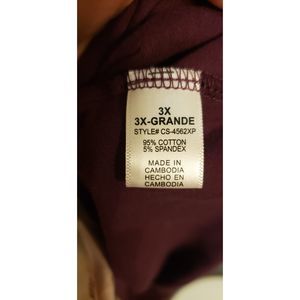 3X
3X-GRANDE
STYLE# CS-4562XP
95% COTTON
5% SPANDEX
MADE IN
CAMBODIA
HECHO EN
CAMBODIA